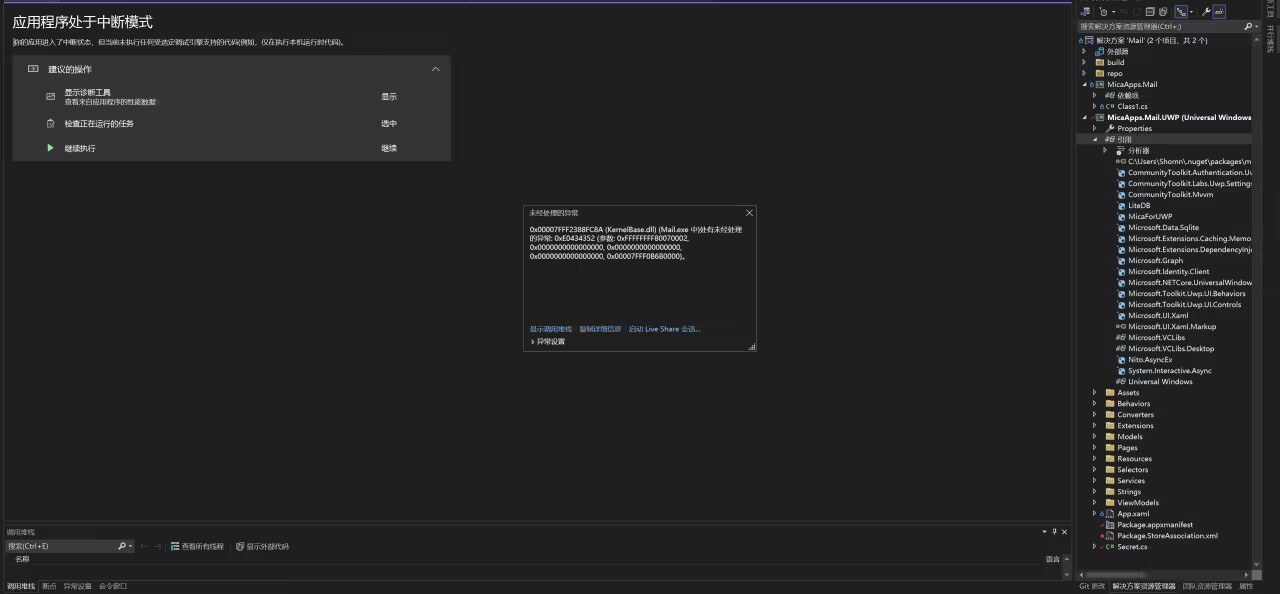 应用程序处于中断模式
你的应用进入了中断状态，但当前未执行任何受选定调试引擎支持的代码(例如，仅在执行本机运行时代码)。
建议的操作
显示诊断工具
查看来自应用程序的性能数据
显示
检查正在运行的任务
选中
继续执行
继续
未经处理的异常
0x00007FFF2388FC8A (KernelBase.dll) (Mail.exe 中)处有未经处理
的异常: 0xE0434352 (参数: 0xFFFFFFFF80070002,
0x0000000000000000, 0x0000000000000000,
0x0000000000000000, 0x00007FFF0B6B0000)。
显示调用堆栈 | 复制详细信息 | 启动 Live Share 会话...
异常设置
调用堆栈
搜索(Ctrl+E)
查看所有线程
显示外部代码
名称
语言
调用堆栈 断点 异常设置 命令窗口
搜索解决方案资源管理器(Ctrl+;)
解决方案 'Mail' (2 个项目，共 2 个)
外部源
build
repo
MicaApps.Mail
依赖项
C# Class1.cs
MicaApps.Mail.UWP (Universal Windows
Properties
引用
分析器
C:\Users\Shomn\.nuget\packages\m
CommunityToolkit.Authentication.Uw
CommunityToolkit.Labs.Uwp.Settings
CommunityToolkit.Mvvm
LiteDB
MicaForUWP
Microsoft.Data.Sqlite
Microsoft.Extensions.Caching.Memo
Microsoft.Extensions.DependencyInj
Microsoft.Graph
Microsoft.Identity.Client
Microsoft.NETCore.UniversalWindow
Microsoft.Toolkit.Uwp.UI.Behaviors
Microsoft.Toolkit.Uwp.UI.Controls
Microsoft.UI.Xaml
Microsoft.UI.Xaml.Markup
Microsoft.VCLibs
Microsoft.VCLibs.Desktop
Nito.AsyncEx
System.Interactive.Async
Universal Windows
Assets
Behaviors
Converters
Extensions
Models
Pages
Resources
Selectors
Services
Strings
ViewModels
App.xaml
Package.appxmanifest
Package.StoreAssociation.xml
C# Secret.cs
Git 更改 解决方案资源管理器 团队资源管理器 属性